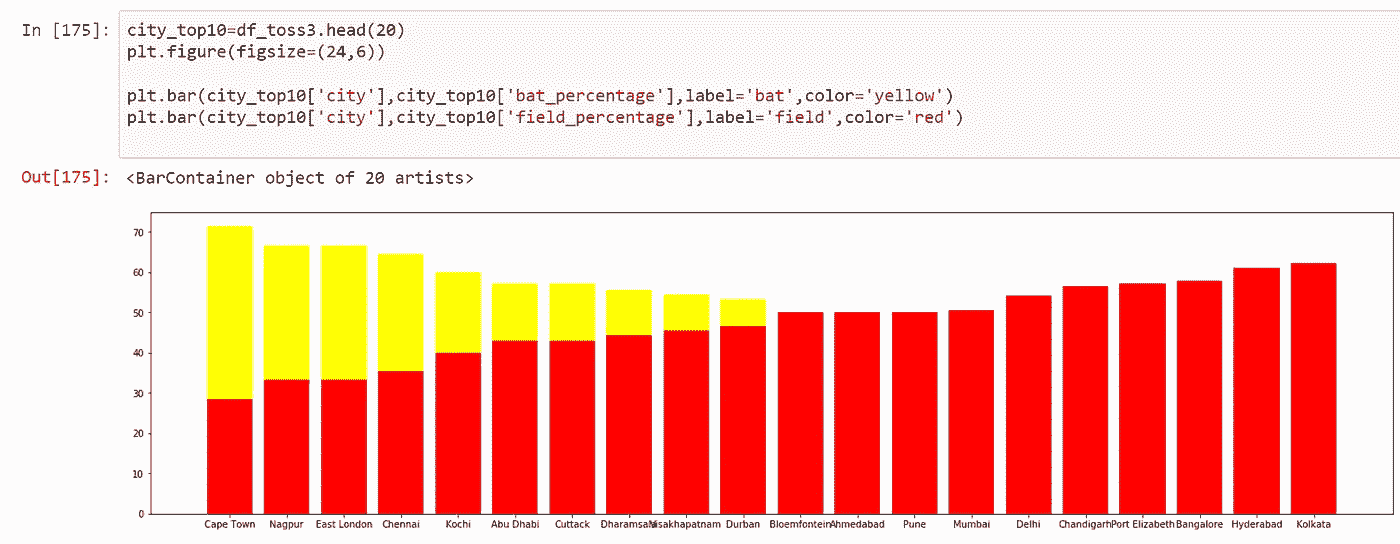 In [175]: city_top10=df_toss3.head(20)
plt.figure(figsize=(24,6))
plt.bar(city_top10['city'],city_top10['bat_percentage'],label='bat',color='yellow')
plt.bar(city_top10['city'],city_top10['field_percentage'],label='field',color='red')
Out[175]: <BarContainer object of 20 artists>
70
60
50
40
30
20
10
0
Cape Town Nagpur East London Chennai Kochi Abu Dhabi Cuttack Dharamsala Visakhapatnam Durban Bloemfontein Ahmedabad Pune Mumbai Delhi Chandigarh Port Elizabeth Bangalore Hyderabad Kolkata